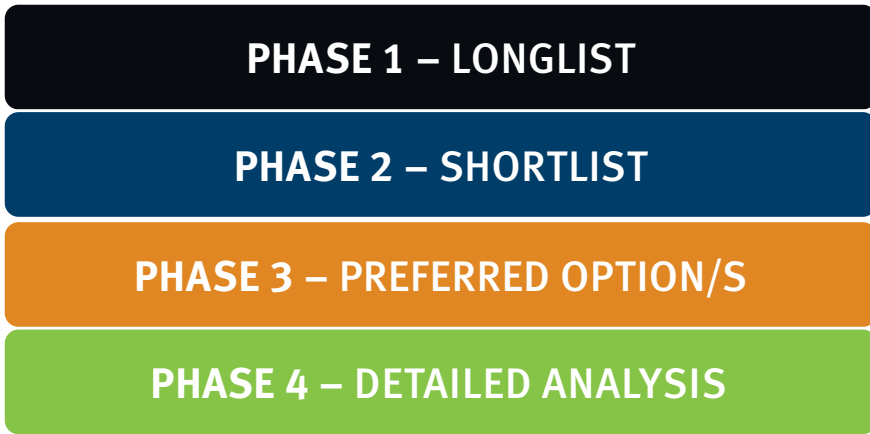 PHASE 1 – LONGLIST
PHASE 2 – SHORTLIST
PHASE 3 – PREFERRED OPTION/S
PHASE 4 – DETAILED ANALYSIS